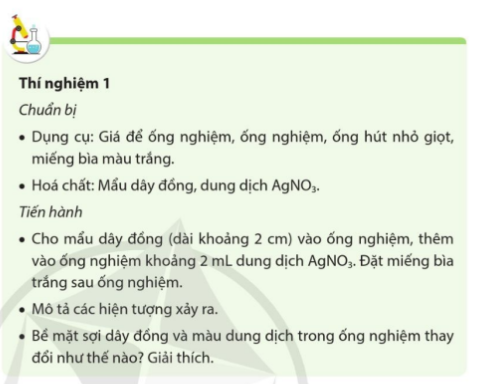 Thí nghiệm 1
Chuẩn bị
• Dụng cụ: Giá để ống nghiệm, ống nghiệm, ống hút nhỏ giọt,
miếng bìa màu trắng.
• Hoá chất: Mẩu dây đồng, dung dịch AgNO₃.
Tiến hành
• Cho mẩu dây đồng (dài khoảng 2 cm) vào ống nghiệm, thêm
vào ống nghiệm khoảng 2 mL dung dịch AgNO₃. Đặt miếng bìa
trắng sau ống nghiệm.
• Mô tả các hiện tượng xảy ra.
• Bề mặt sợi dây đồng và màu dung dịch trong ống nghiệm thay
đổi như thế nào? Giải thích.